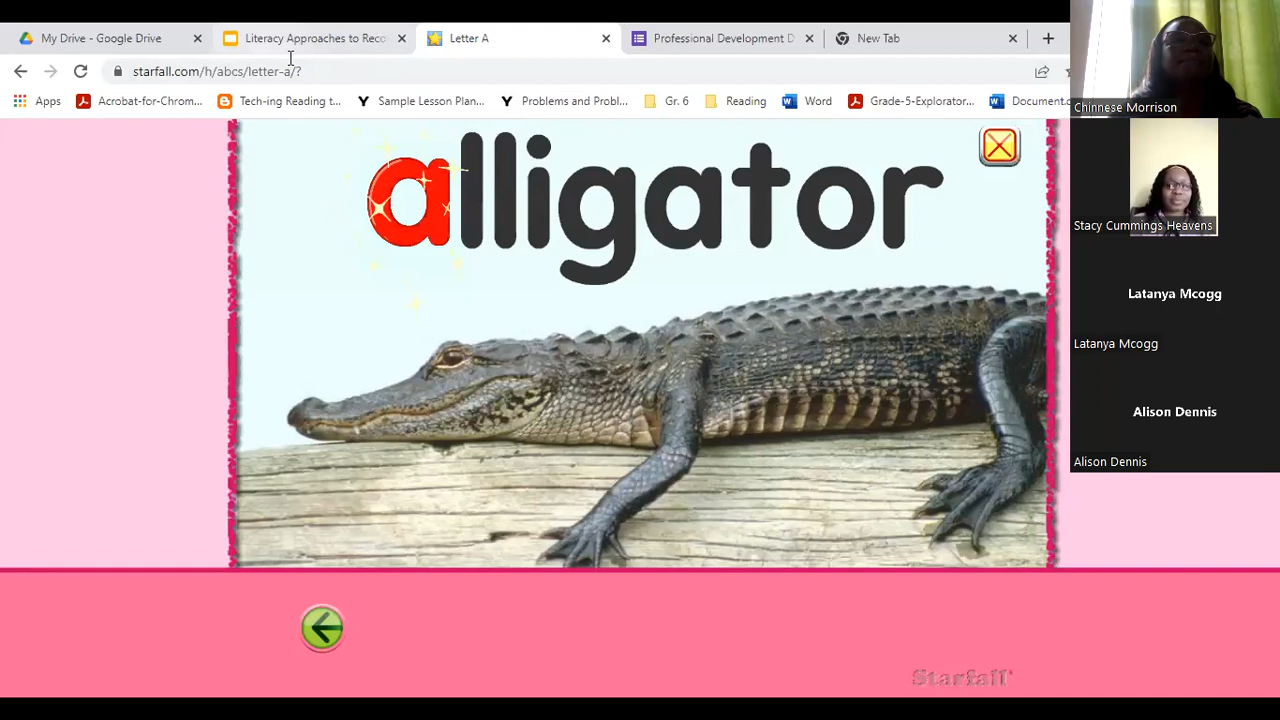 My Drive - Google Drive
Literacy Approaches to Reco
Letter A
Professional Development D
New Tab
starfall.com/h/abcs/letter-a/?
Apps
Acrobat-for-Chrom...
Tech-ing Reading t...
Sample Lesson Plan...
Problems and Probl...
Gr. 6
Reading
Word
Grade-5-Explorator...
Document.d
alligator
Starfall
Chinnese Morrison
Stacy Cummings Heavens
Latanya Mcogg
Latanya Mcogg
Alison Dennis
Alison Dennis